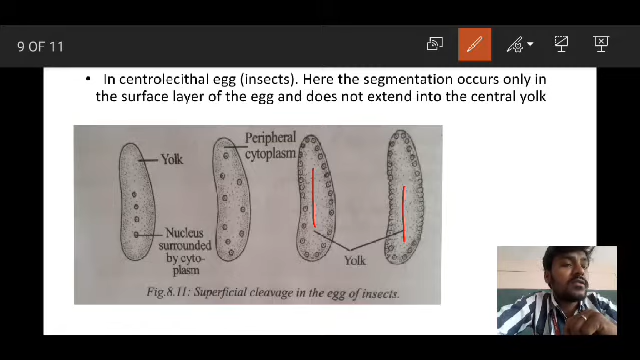 9 OF 11
• In centrolecithal egg (insects). Here the segmentation occurs only in
the surface layer of the egg and does not extend into the central yolk
Yolk
Peripheral
cytoplasm
Nucleus
surrounded
by cyto-
plasm
Yolk
Fig.8.11: Superficial cleavage in the egg of insects.